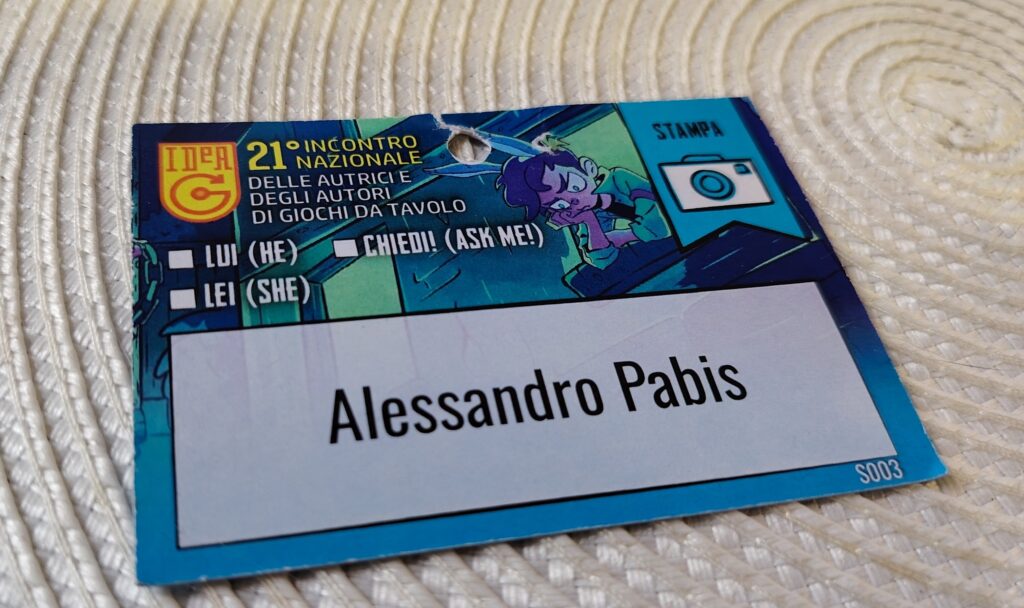 IDeA
G
21° INCONTRO
NAZIONALE
DELLE AUTRICI E
DEGLI AUTORI
DI GIOCHI DA TAVOLO
STAMPA
LUI (HE)
CHIEDI! (ASK ME!)
LEI (SHE)
Alessandro Pabis
S003